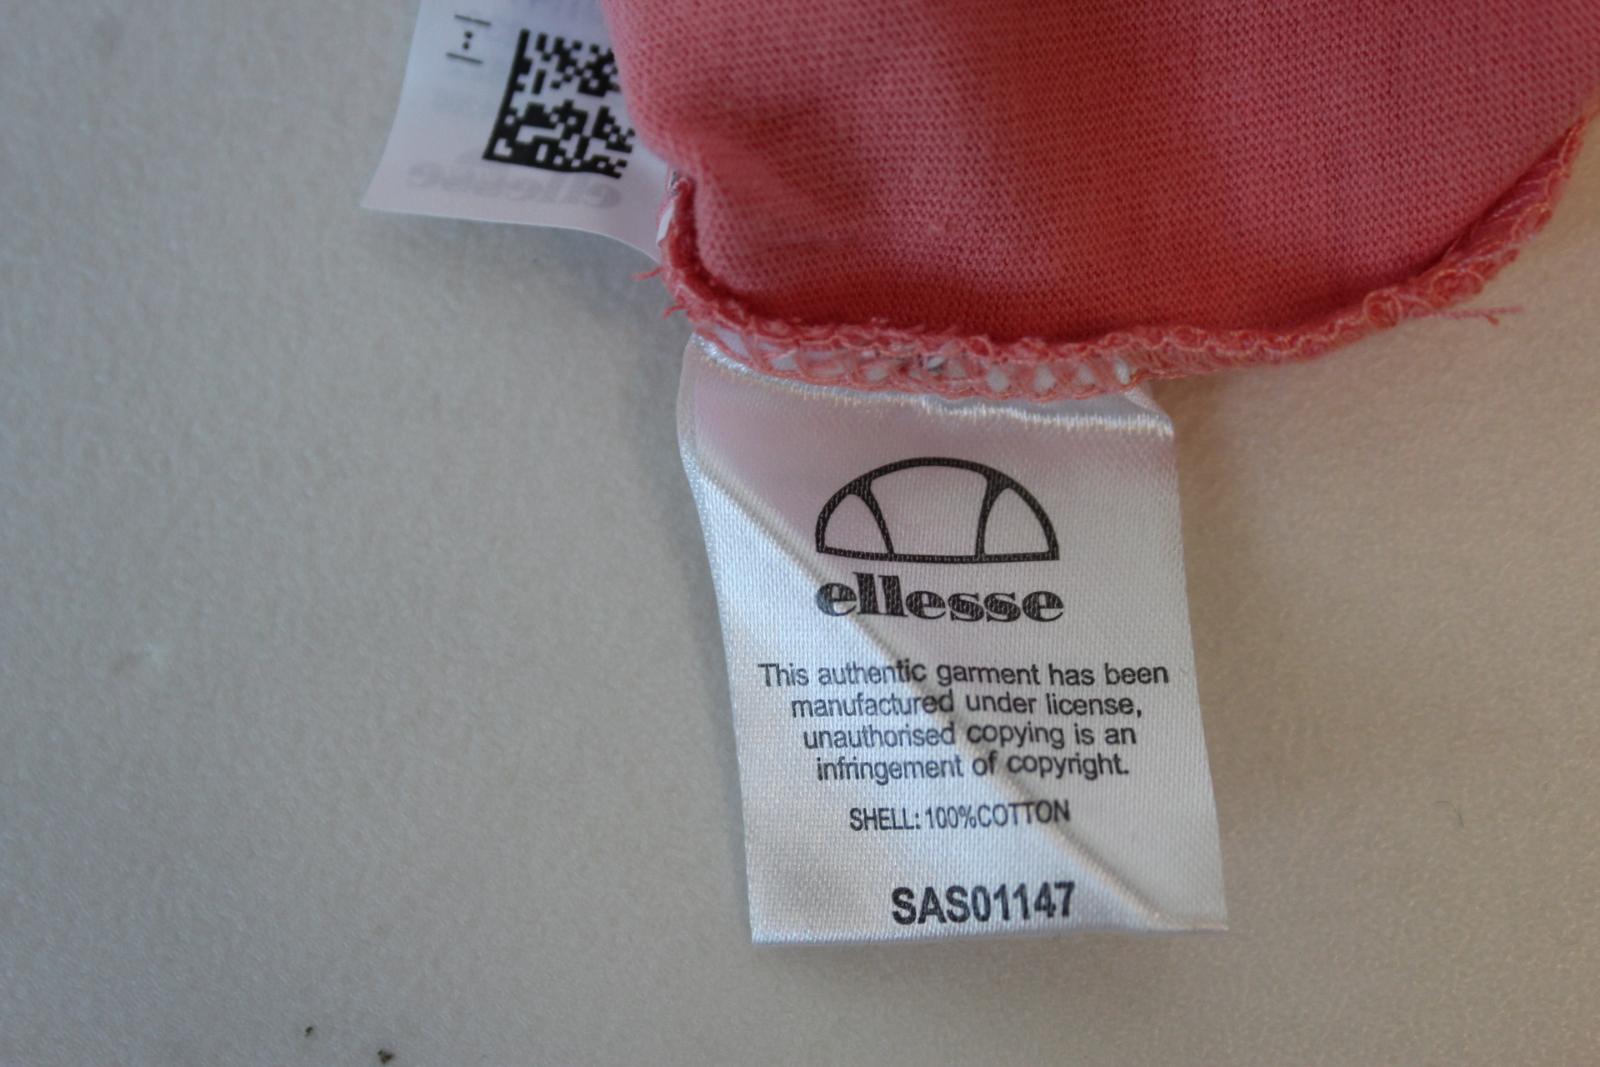 ellesse
This authentic garment has been
manufactured under license,
unauthorised copying is an
infringement of copyright.
SHELL: 100%COTTON
SAS01147